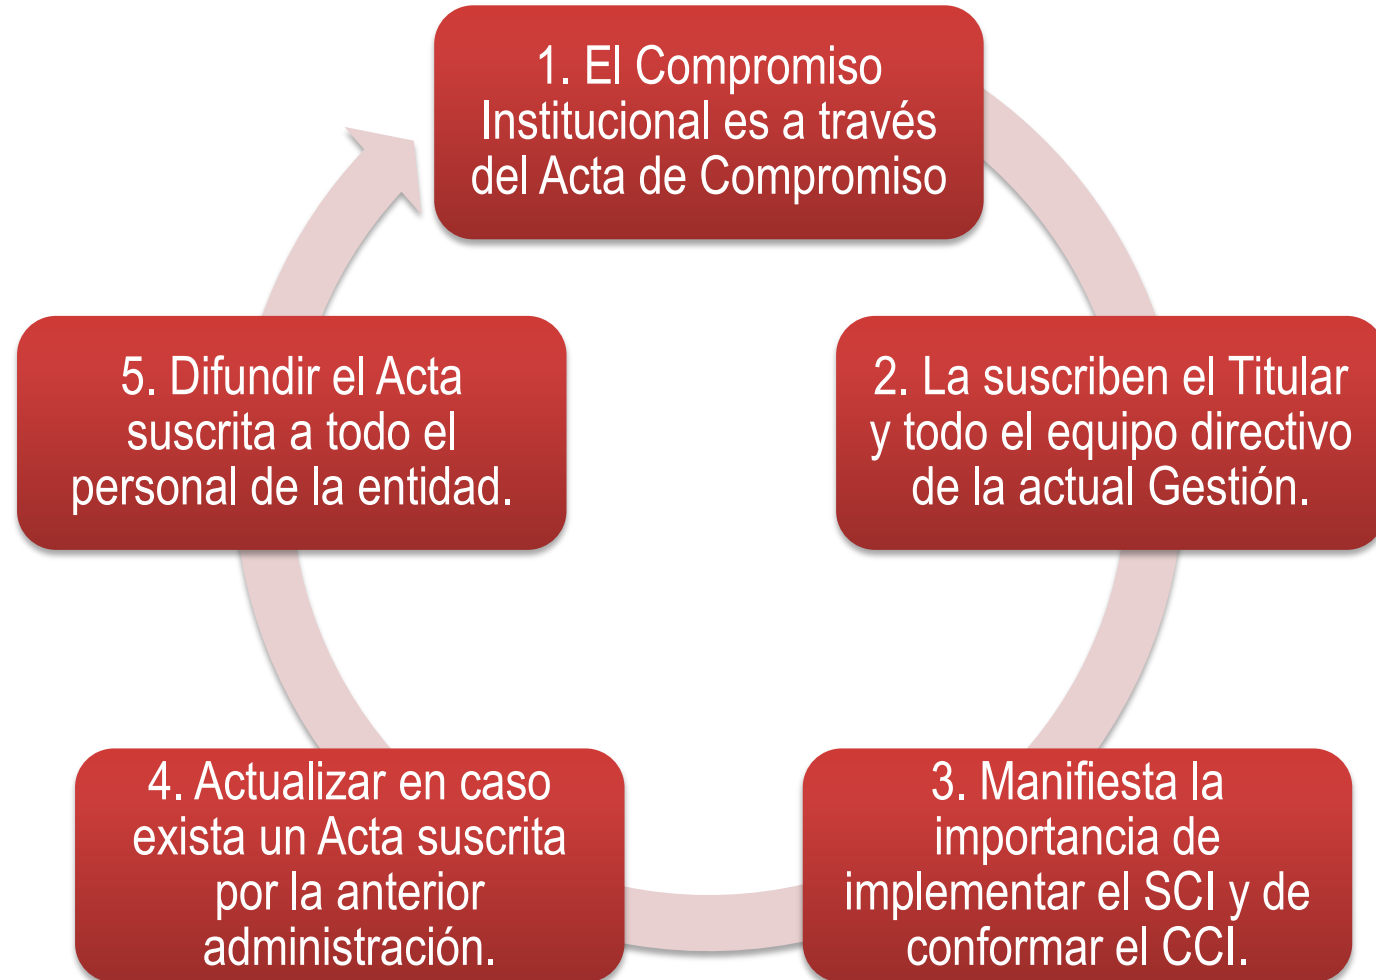 1. El Compromiso
Institucional es a través
del Acta de Compromiso
2. La suscriben el Titular
y todo el equipo directivo
de la actual Gestión.
3. Manifiesta la
importancia de
implementar el SCI y de
conformar el CCI.
4. Actualizar en caso
exista un Acta suscrita
por la anterior
administración.
5. Difundir el Acta
suscrita a todo el
personal de la entidad.